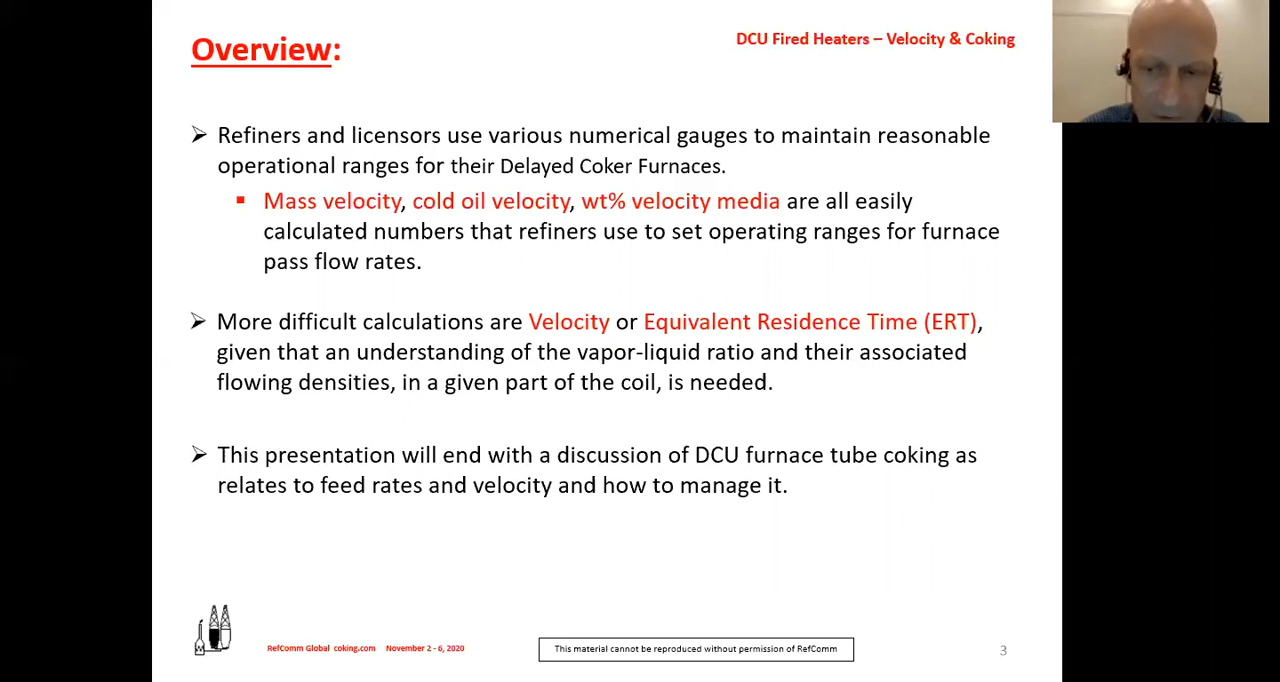 Overview:
DCU Fired Heaters – Velocity & Coking
➢ Refiners and licensors use various numerical gauges to maintain reasonable
operational ranges for their Delayed Coker Furnaces.
▪ Mass velocity, cold oil velocity, wt% velocity media are all easily
calculated numbers that refiners use to set operating ranges for furnace
pass flow rates.
➢ More difficult calculations are Velocity or Equivalent Residence Time (ERT),
given that an understanding of the vapor-liquid ratio and their associated
flowing densities, in a given part of the coil, is needed.
➢ This presentation will end with a discussion of DCU furnace tube coking as
relates to feed rates and velocity and how to manage it.
RefComm Global coking.com November 2 - 6, 2020
This material cannot be reproduced without permission of RefComm
3